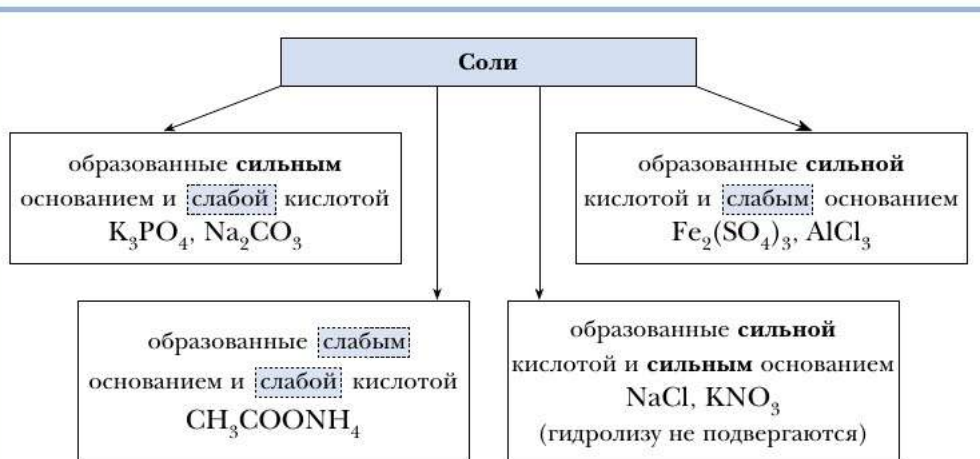 Соли
образованные сильным
основанием и слабой кислотой
K₃PO₄, Na₂CO₃
образованные сильной
кислотой и слабым основанием
Fe₂(SO₄)₃, AlCl₃
образованные слабым
основанием и слабой кислотой
CH₃COONH₄
образованные сильной
кислотой и сильным основанием
NaCl, KNO₃
(гидролизу не подвергаются)